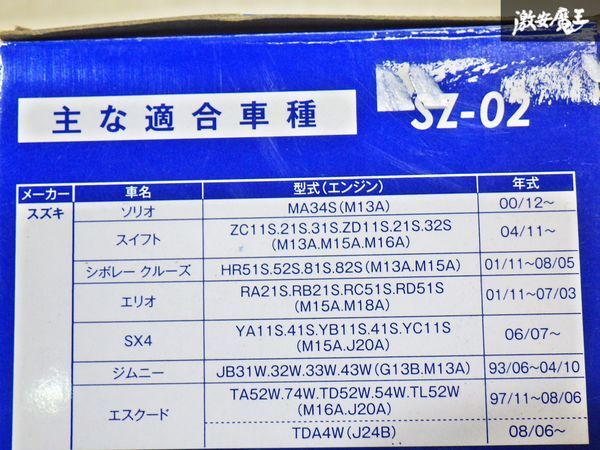 激安魔王
主な適合車種 SZ-02
メーカー 車名 型式(エンジン) 年式
スズキ ソリオ MA34S(M13A) 00/12~
スイフト ZC11S.21S.31S.ZD11S.21S.32S
(M13A.M15A.M16A) 04/11~
シボレー クルーズ HR51S.52S.81S.82S(M13A.M15A) 01/11~08/05
エリオ RA21S.RB21S.RC51S.RD51S
(M15A.M18A) 01/11~07/03
SX4 YA11S.41S.YB11S.41S.YC11S
(M15A.J20A) 06/07~
ジムニー JB31W.32W.33W.43W(G13B.M13A) 93/06~04/10
エスクード TA52W.74W.TD52W.54W.TL52W
(M16A.J20A) 97/11~08/06
TDA4W(J24B) 08/06~